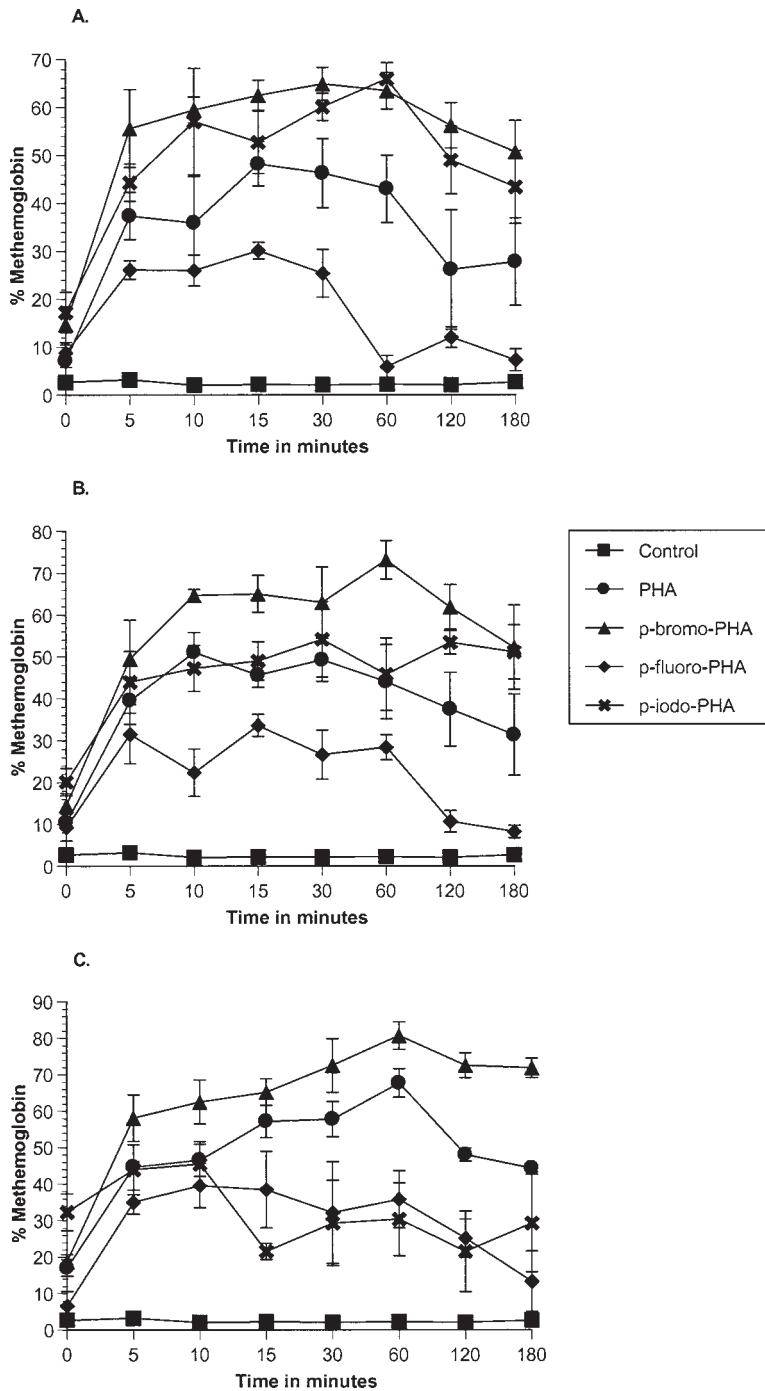 A.
% Methemoglobin
70
60
50
40
30
20
10
0
0 5 10 15 30 60 120 180
Time in minutes
B.
% Methemoglobin
80
70
60
50
40
30
20
10
0
0 5 10 15 30 60 120 180
Time in minutes
Control
PHA
p-bromo-PHA
p-fluoro-PHA
p-iodo-PHA
C.
% Methemoglobin
90
80
70
60
50
40
30
20
10
0
0 5 10 15 30 60 120 180
Time in minutes